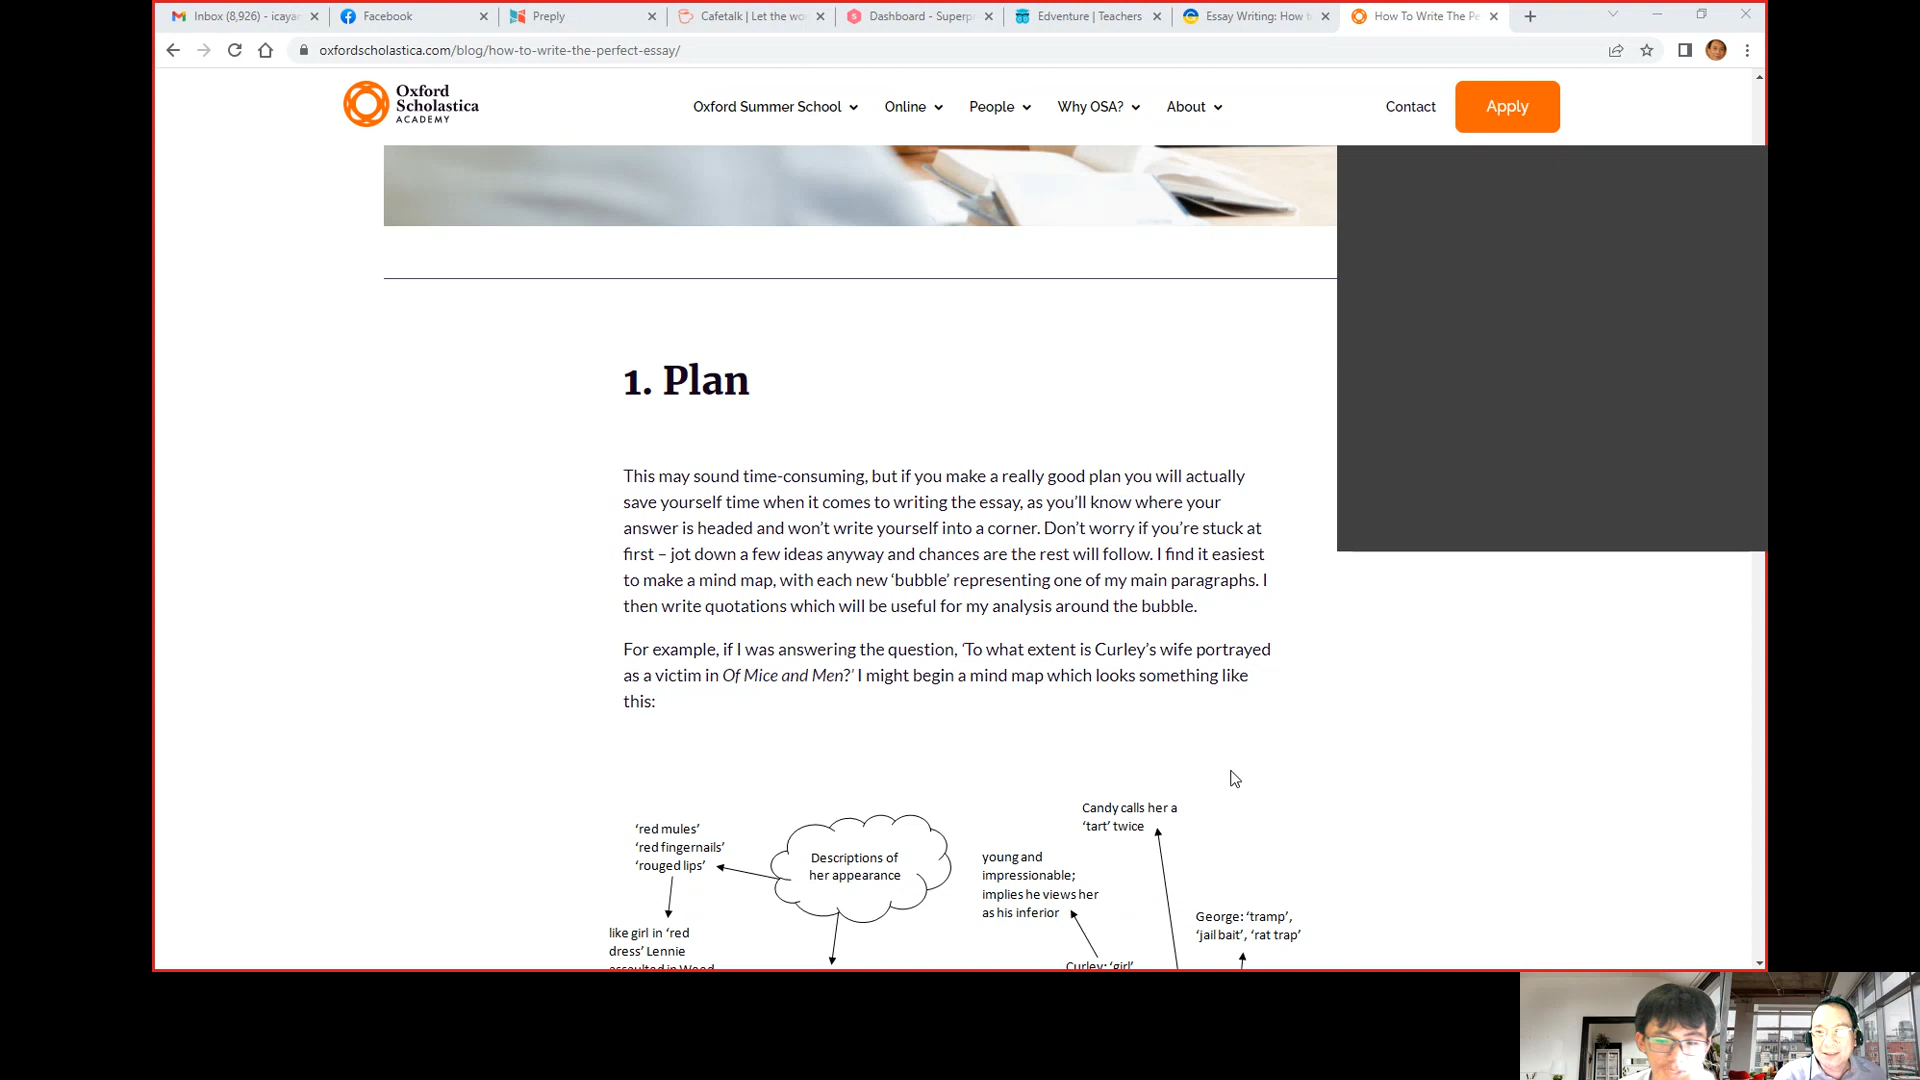 Inbox (8,926) - icayar
Facebook
Preply
Cafetalk | Let the wo
Dashboard - Superp
Edventure | Teachers
Essay Writing: How t
How To Write The Pe
oxfordscholastica.com/blog/how-to-write-the-perfect-essay/
Oxford
Scholastica
ACADEMY
Oxford Summer School
Online
People
Why OSA?
About
Contact
Apply
1. Plan
This may sound time-consuming, but if you make a really good plan you will actually
save yourself time when it comes to writing the essay, as you’ll know where your
answer is headed and won’t write yourself into a corner. Don’t worry if you’re stuck at
first – jot down a few ideas anyway and chances are the rest will follow. I find it easiest
to make a mind map, with each new ‘bubble’ representing one of my main paragraphs. I
then write quotations which will be useful for my analysis around the bubble.
For example, if I was answering the question, ‘To what extent is Curley’s wife portrayed
as a victim in Of Mice and Men?’ I might begin a mind map which looks something like
this:
‘red mules’
‘red fingernails’
‘rouged lips’
Descriptions of
her appearance
like girl in ‘red
dress’ Lennie
assaulted in Weed
Candy calls her a
‘tart’ twice
young and
impressionable;
implies he views her
as his inferior
George: ‘tramp’,
‘jail bait’, ‘rat trap’
Curley: ‘girl’